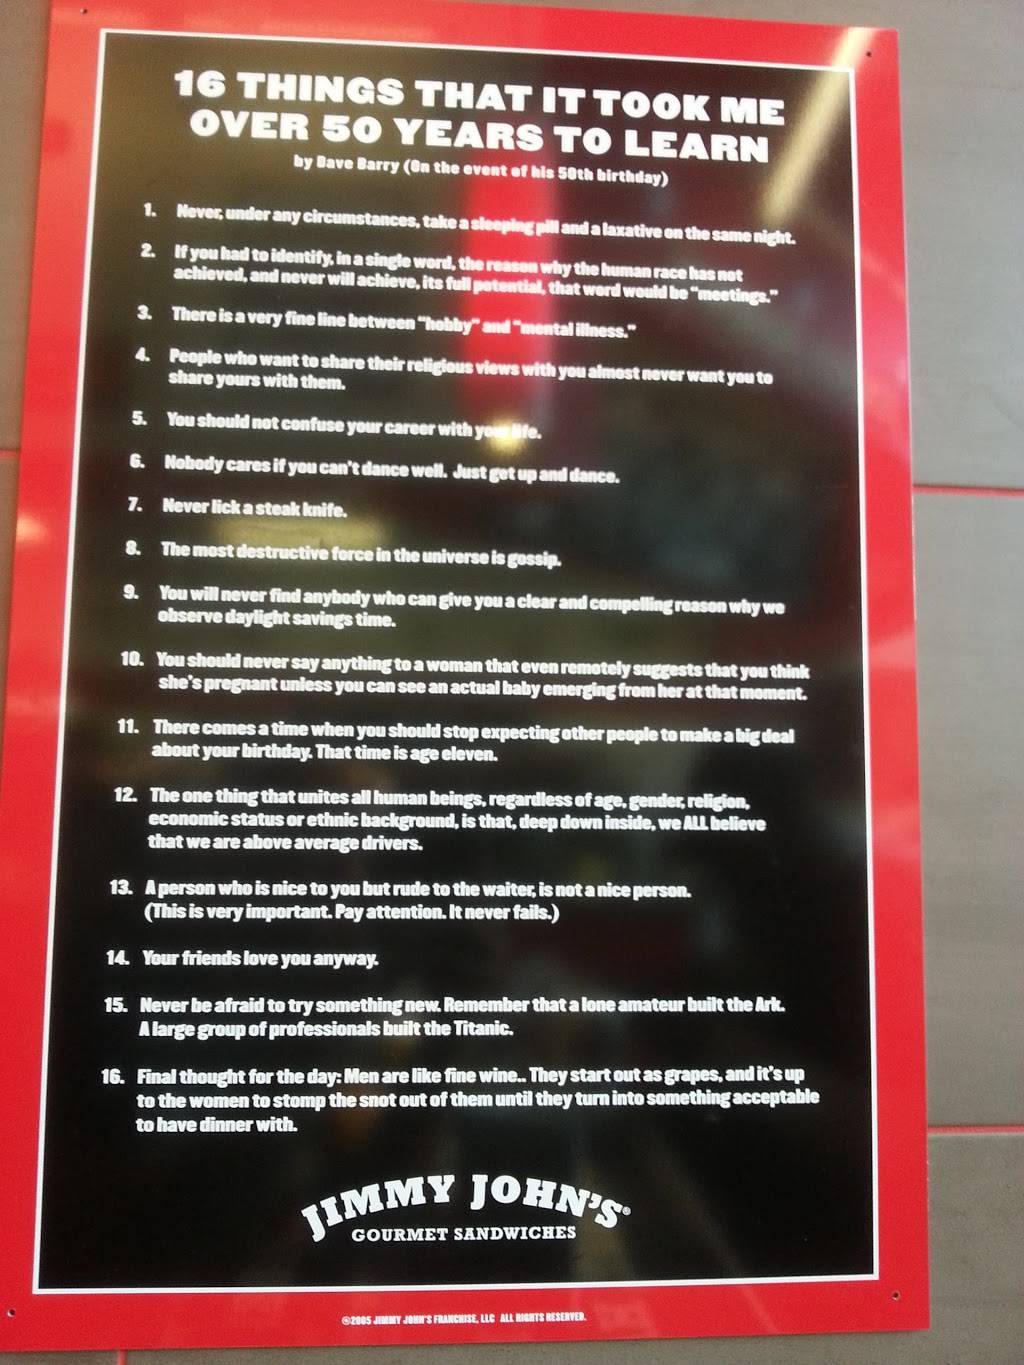 16 THINGS THAT IT TOOK ME
OVER 50 YEARS TO LEARN
by Dave Barry (On the event of his 50th birthday)
1. Never, under any circumstances, take a sleeping pill and a laxative on the same night.
2. If you had to identify, in a single word, the reason why the human race has not
achieved, and never will achieve, its full potential, that word would be "meetings."
3. There is a very fine line between "hobby" and "mental illness."
4. People who want to share their religious views with you almost never want you to
share yours with them.
5. You should not confuse your career with your life.
6. Nobody cares if you can't dance well. Just get up and dance.
7. Never lick a steak knife.
8. The most destructive force in the universe is gossip.
9. You will never find anybody who can give you a clear and compelling reason why we
observe daylight savings time.
10. You should never say anything to a woman that even remotely suggests that you think
she's pregnant unless you can see an actual baby emerging from her at that moment.
11. There comes a time when you should stop expecting other people to make a big deal
about your birthday. That time is age eleven.
12. The one thing that unites all human beings, regardless of age, gender, religion,
economic status or ethnic background, is that, deep down inside, we ALL believe
that we are above average drivers.
13. A person who is nice to you but rude to the waiter, is not a nice person.
(This is very important. Pay attention. It never fails.)
14. Your friends love you anyway.
15. Never be afraid to try something new. Remember that a lone amateur built the Ark.
A large group of professionals built the Titanic.
16. Final thought for the day: Men are like fine wine.. They start out as grapes, and it's up
to the women to stomp the snot out of them until they turn into something acceptable
to have dinner with.
JIMMY JOHN'S®
GOURMET SANDWICHES
©2005 JIMMY JOHN'S FRANCHISE, LLC ALL RIGHTS RESERVED.